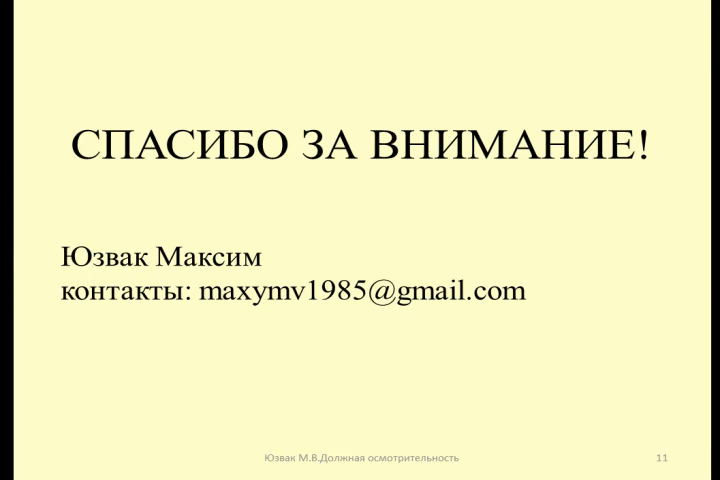 СПАСИБО ЗА ВНИМАНИЕ!
Юзвак Максим
контакты: maxymv1985@gmail.com
Юзвак М.В.Должная осмотрительность
11